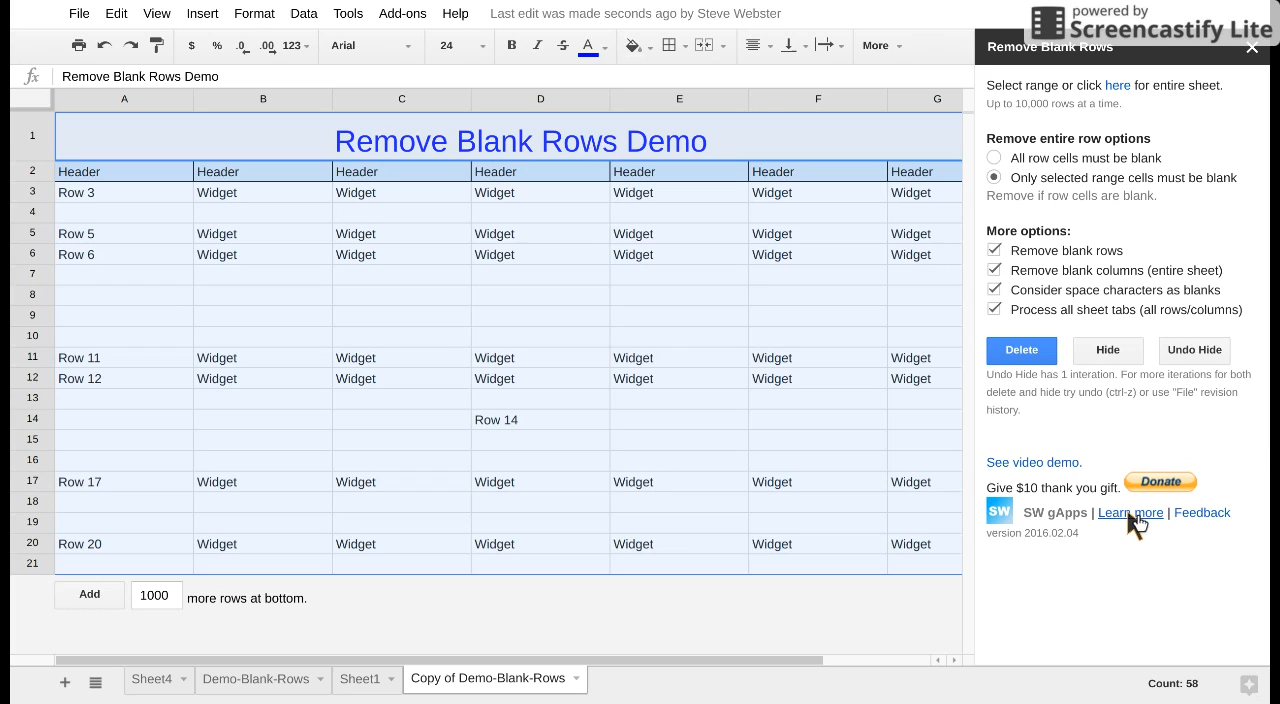 File Edit View Insert Format Data Tools Add-ons Help Last edit was made seconds ago by Steve Webster
powered by
Screencastify Lite
$ % .0 .00 123 Arial 24 B I S A More
Remove Blank Rows
fx Remove Blank Rows Demo
A B C D E F G
1 Remove Blank Rows Demo
2 Header Header Header Header Header Header Header
3 Row 3 Widget Widget Widget Widget Widget Widget
4
5 Row 5 Widget Widget Widget Widget Widget Widget
6 Row 6 Widget Widget Widget Widget Widget Widget
7
8
9
10
11 Row 11 Widget Widget Widget Widget Widget Widget
12 Row 12 Widget Widget Widget Widget Widget Widget
13
14 Row 14
15
16
17 Row 17 Widget Widget Widget Widget Widget Widget
18
19
20 Row 20 Widget Widget Widget Widget Widget Widget
21
Add 1000 more rows at bottom.
Select range or click here for entire sheet.
Up to 10,000 rows at a time.
Remove entire row options
All row cells must be blank
Only selected range cells must be blank
Remove if row cells are blank.
More options:
Remove blank rows
Remove blank columns (entire sheet)
Consider space characters as blanks
Process all sheet tabs (all rows/columns)
Delete Hide Undo Hide
Undo Hide has 1 interation. For more iterations for both
delete and hide try undo (ctrl-z) or use "File" revision
history.
See video demo.
Give $10 thank you gift. Donate
SW SW gApps | Learn more | Feedback
version 2016.02.04
Sheet4 Demo-Blank-Rows Sheet1 Copy of Demo-Blank-Rows Count: 58